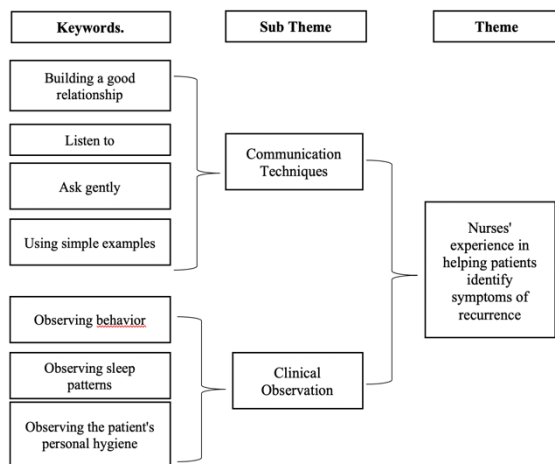 Keywords.
Sub Theme
Theme
Building a good
relationship
Listen to
Ask gently
Using simple examples
Communication
Techniques
Observing behavior
Observing sleep
patterns
Observing the patient's
personal hygiene
Clinical
Observation
Nurses'
experience in
helping patients
identify
symptoms of
recurrence